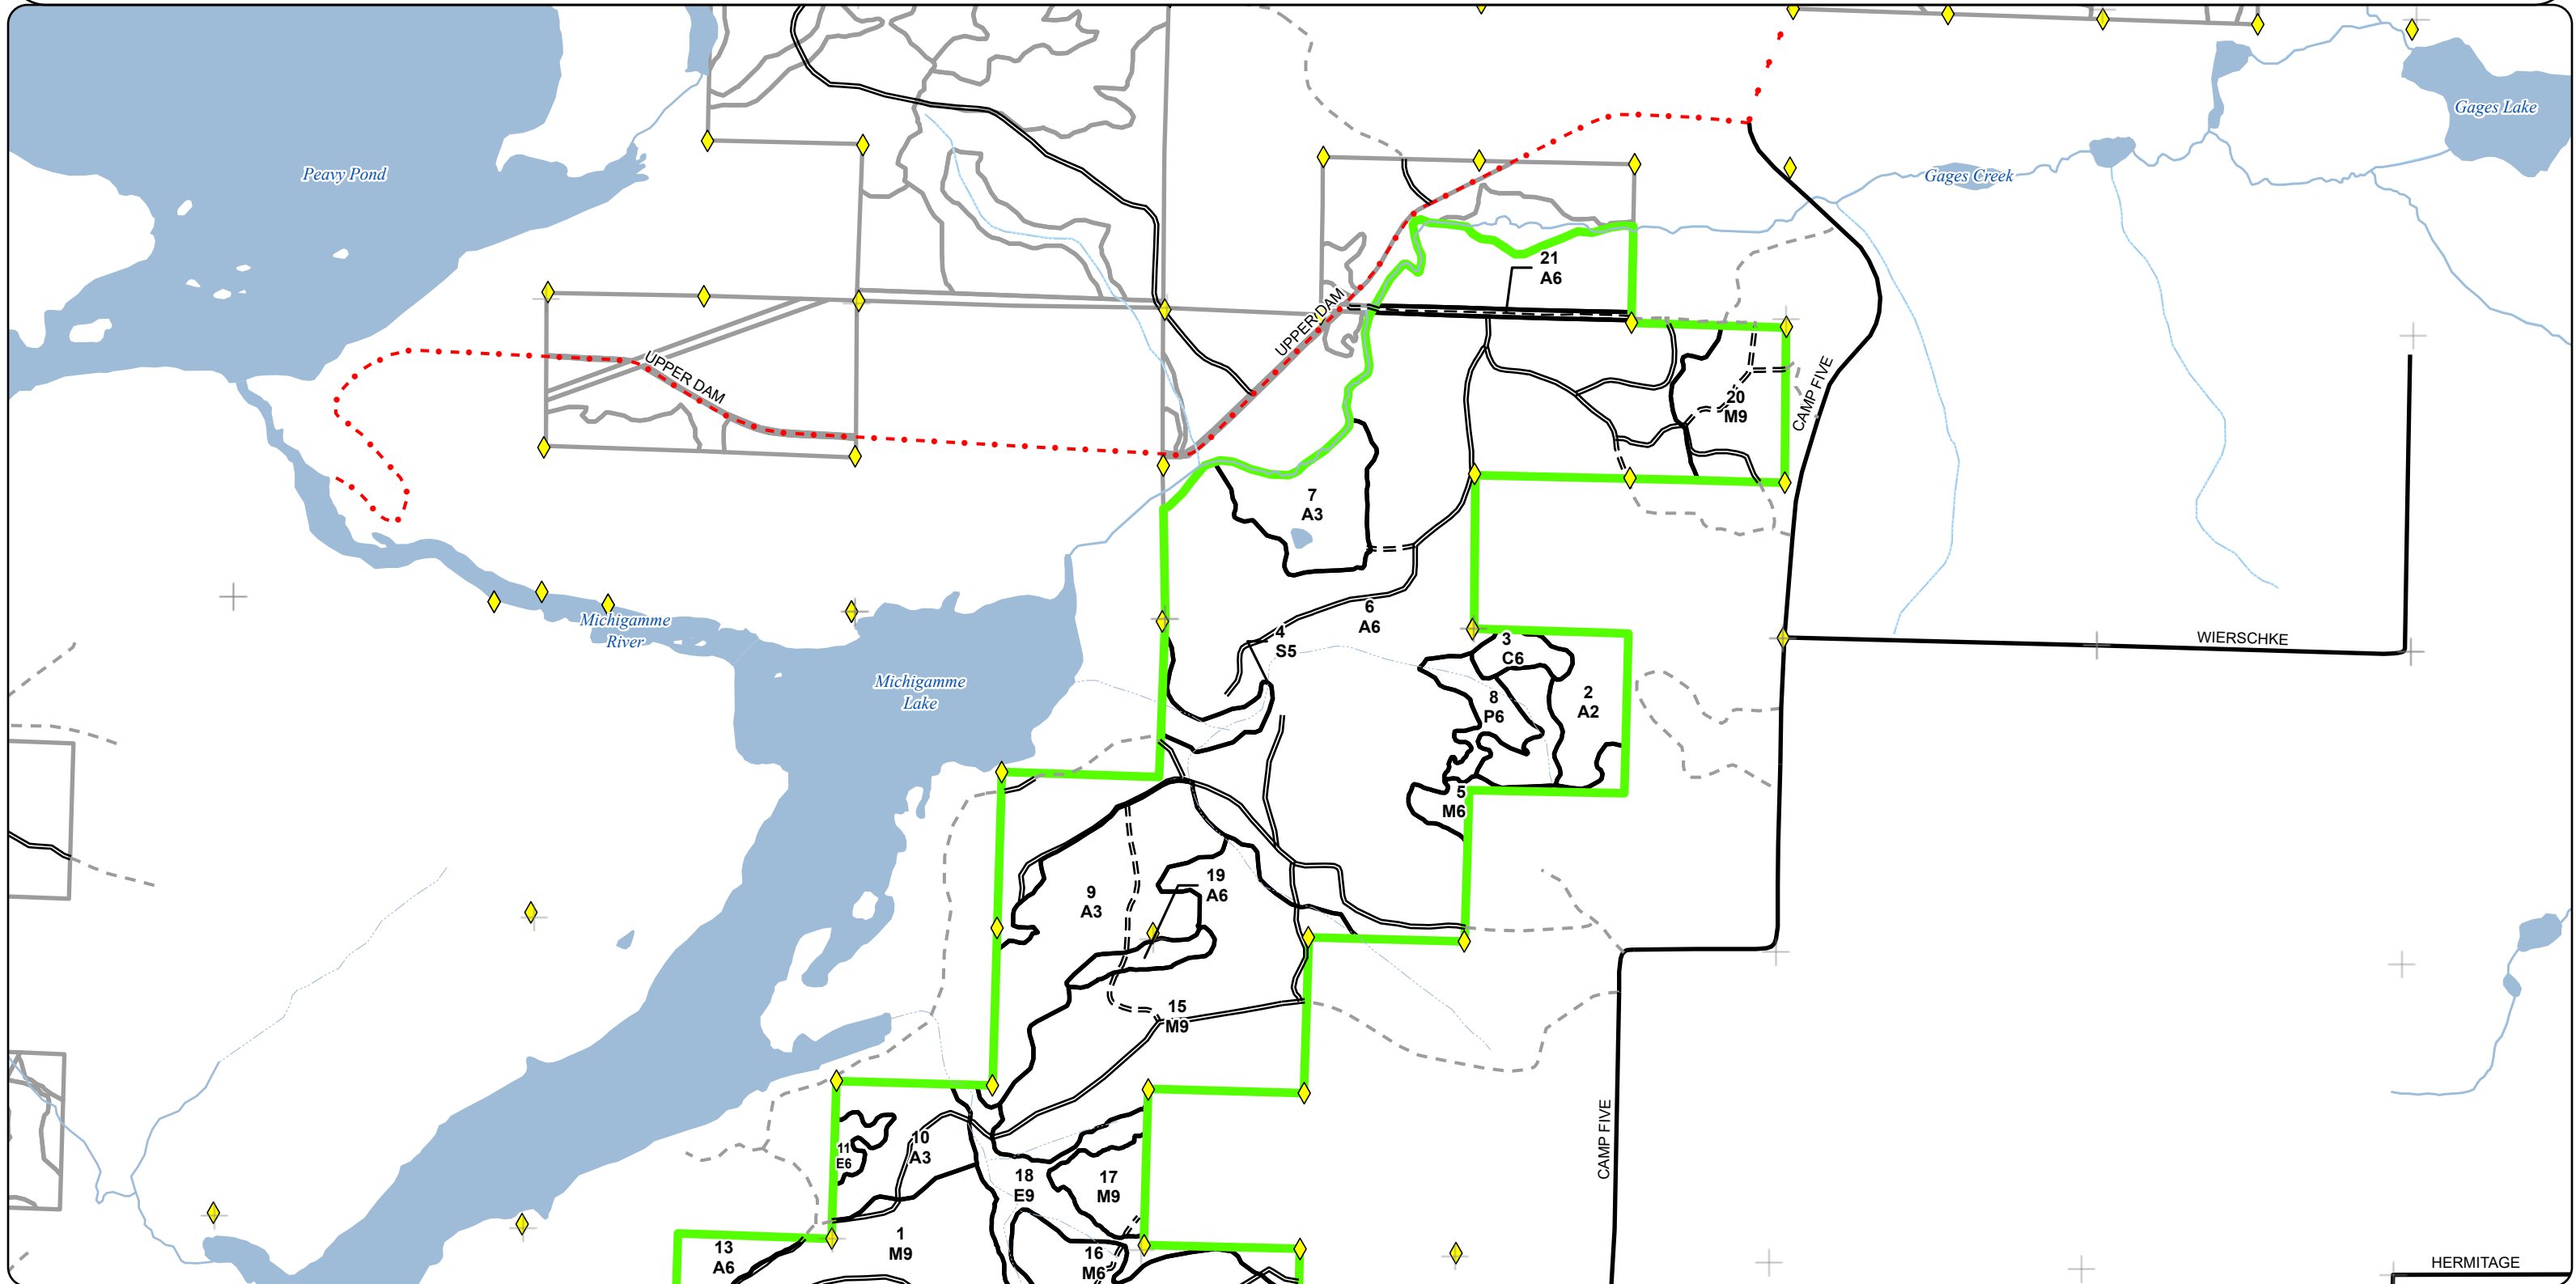 Gages Lake
Peavy Pond
Gages Creek
21
A6
UPPER DAM
UPPER DAM
CAMP FIVE
20
M9
7
A3
6
A6
Michigamme
River
4
S5
3
C6
WIERSCHKE
Michigamme
Lake
8
P6
2
A2
5
M6
9
A3
19
A6
15
M9
CAMP FIVE
10
A3
11
E6
18
E9
17
M9
1
M9
13
A6
16
M6
HERMITAGE